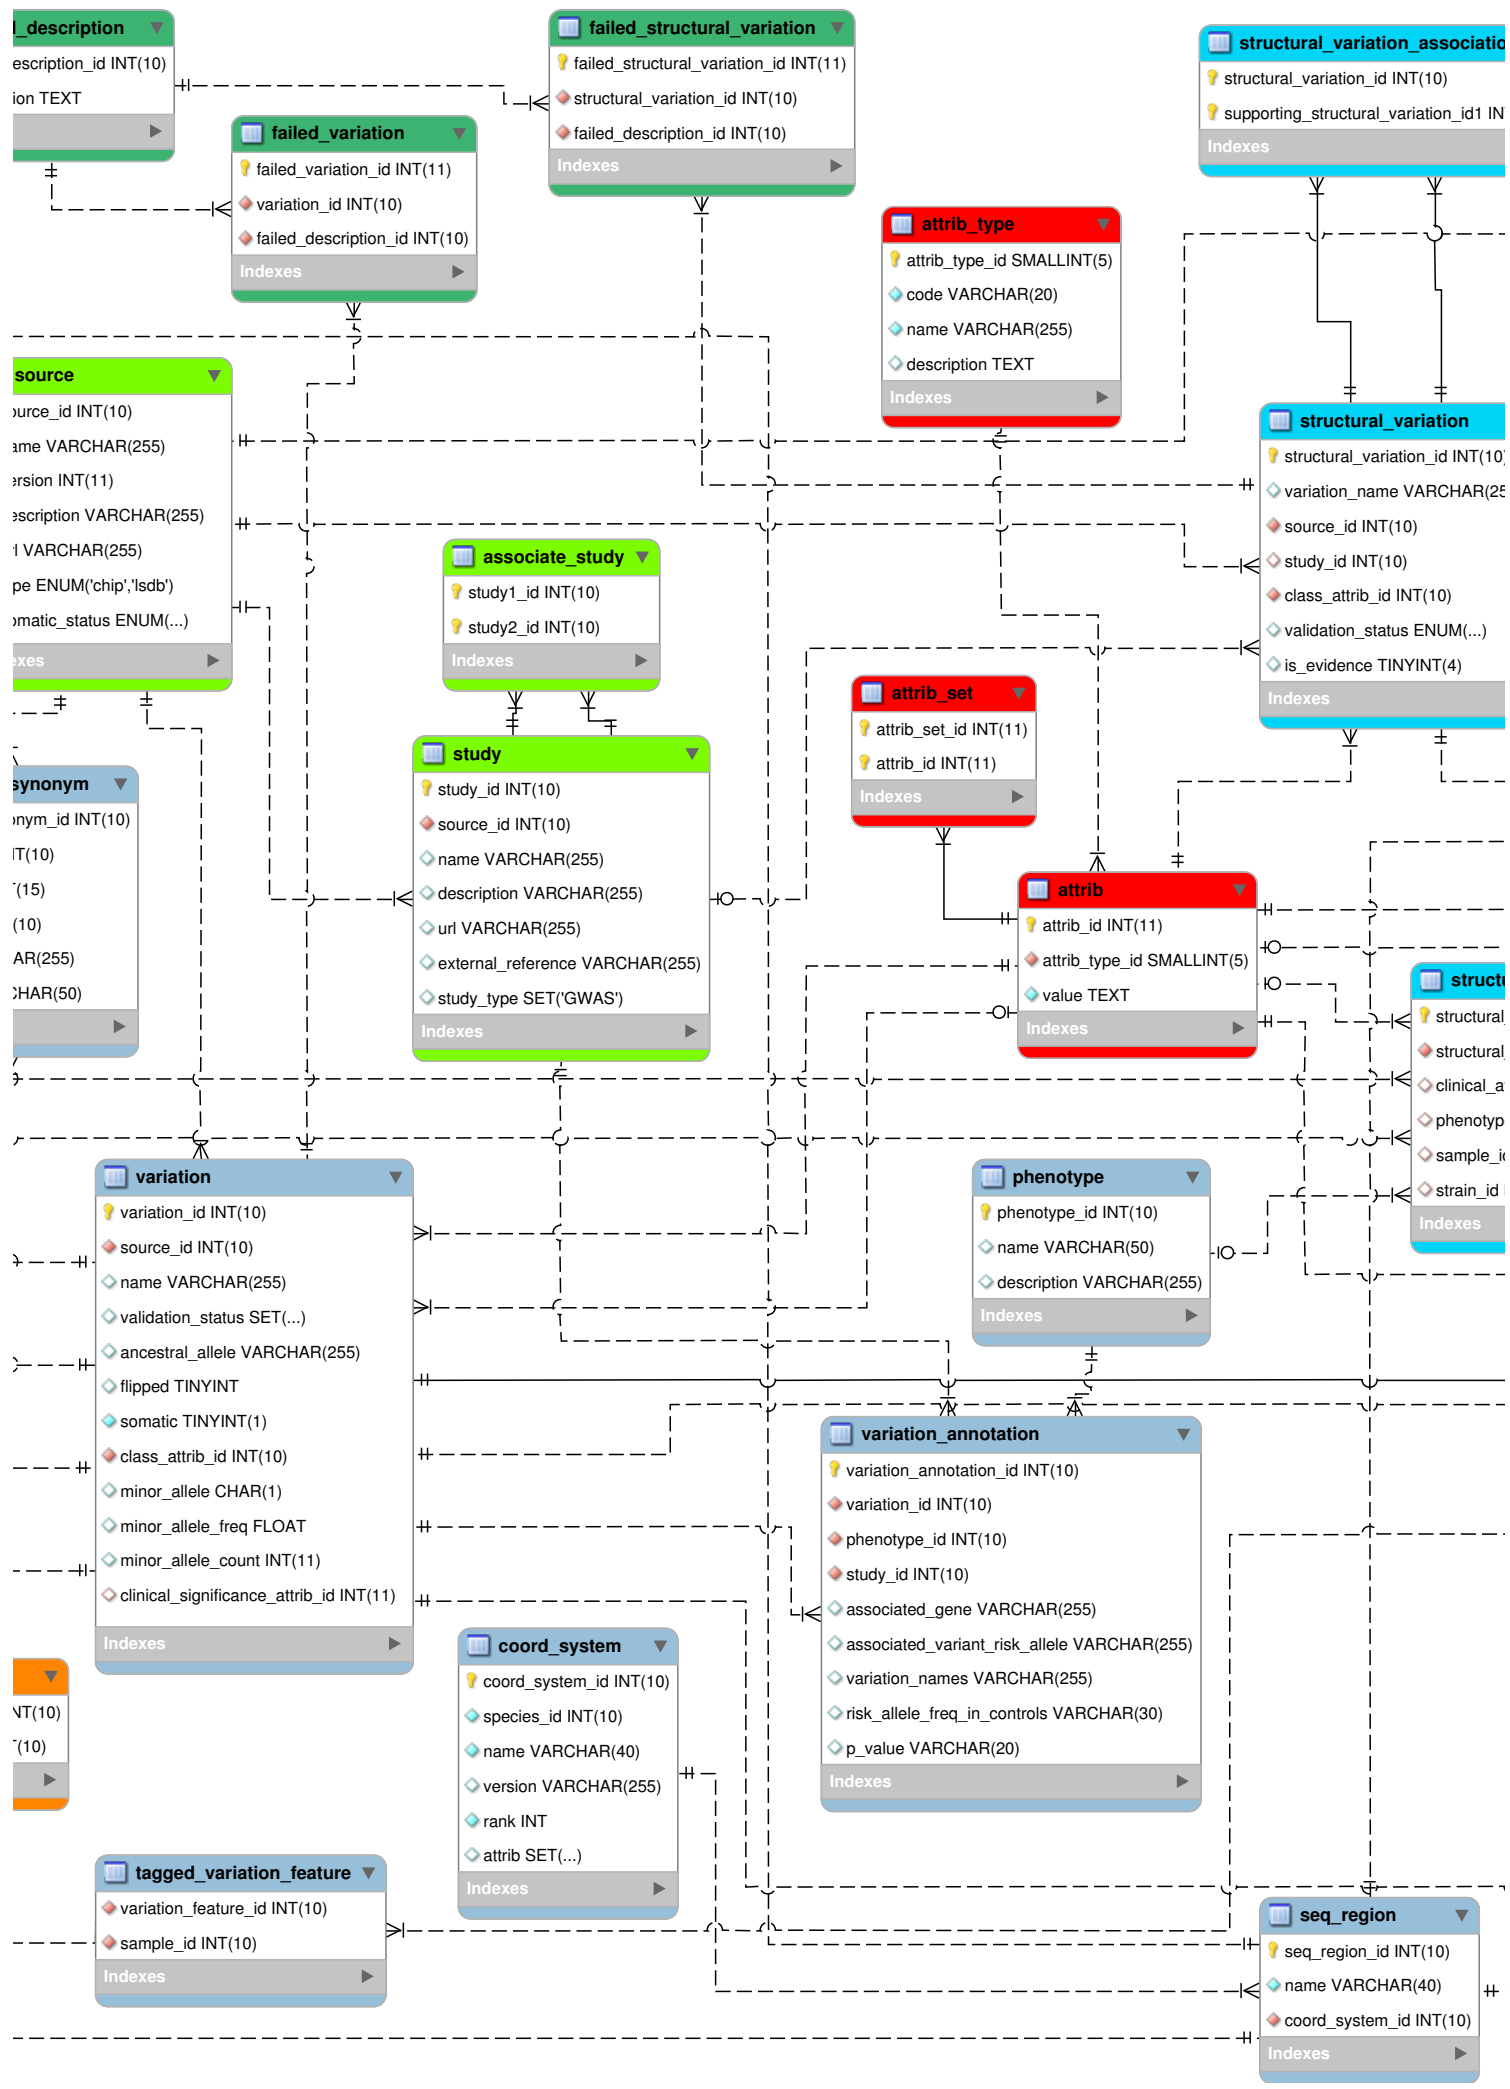 _description
escription_id INT(10)
ion TEXT
failed_structural_variation
failed_structural_variation_id INT(11)
structural_variation_id INT(10)
failed_description_id INT(10)
Indexes
structural_variation_associatio
structural_variation_id INT(10)
supporting_structural_variation_id1 IN
Indexes
failed_variation
failed_variation_id INT(11)
variation_id INT(10)
failed_description_id INT(10)
Indexes
attrib_type
attrib_type_id SMALLINT(5)
code VARCHAR(20)
name VARCHAR(255)
description TEXT
Indexes
source
ource_id INT(10)
ame VARCHAR(255)
ersion INT(11)
escription VARCHAR(255)
l VARCHAR(255)
pe ENUM('chip','lsdb')
omatic_status ENUM(...)
exes
structural_variation
structural_variation_id INT(10)
variation_name VARCHAR(25
source_id INT(10)
study_id INT(10)
class_attrib_id INT(10)
validation_status ENUM(...)
is_evidence TINYINT(4)
Indexes
associate_study
study1_id INT(10)
study2_id INT(10)
Indexes
attrib_set
attrib_set_id INT(11)
attrib_id INT(11)
Indexes
synonym
onym_id INT(10)
IT(10)
(15)
(10)
AR(255)
CHAR(50)
study
study_id INT(10)
source_id INT(10)
name VARCHAR(255)
description VARCHAR(255)
url VARCHAR(255)
external_reference VARCHAR(255)
study_type SET('GWAS')
Indexes
attrib
attrib_id INT(11)
attrib_type_id SMALLINT(5)
value TEXT
Indexes
structu
structural_
structural_
clinical_a
phenotyp
sample_i
strain_id
Indexes
variation
variation_id INT(10)
source_id INT(10)
name VARCHAR(255)
validation_status SET(...)
ancestral_allele VARCHAR(255)
flipped TINYINT
somatic TINYINT(1)
class_attrib_id INT(10)
minor_allele CHAR(1)
minor_allele_freq FLOAT
minor_allele_count INT(11)
clinical_significance_attrib_id INT(11)
Indexes
phenotype
phenotype_id INT(10)
name VARCHAR(50)
description VARCHAR(255)
Indexes
variation_annotation
variation_annotation_id INT(10)
variation_id INT(10)
phenotype_id INT(10)
study_id INT(10)
associated_gene VARCHAR(255)
associated_variant_risk_allele VARCHAR(255)
variation_names VARCHAR(255)
risk_allele_freq_in_controls VARCHAR(30)
p_value VARCHAR(20)
Indexes
coord_system
coord_system_id INT(10)
species_id INT(10)
name VARCHAR(40)
version VARCHAR(255)
rank INT
attrib SET(...)
Indexes
NT(10)
(10)
tagged_variation_feature
variation_feature_id INT(10)
sample_id INT(10)
Indexes
seq_region
seq_region_id INT(10)
name VARCHAR(40)
coord_system_id INT(10)
Indexes